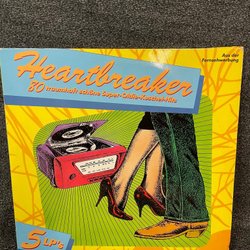 Aus der
Fernsehwerbung
Heartbreaker
80 traumhaft schöne Super-Oldie-Kuschel-Hits
5 LP's